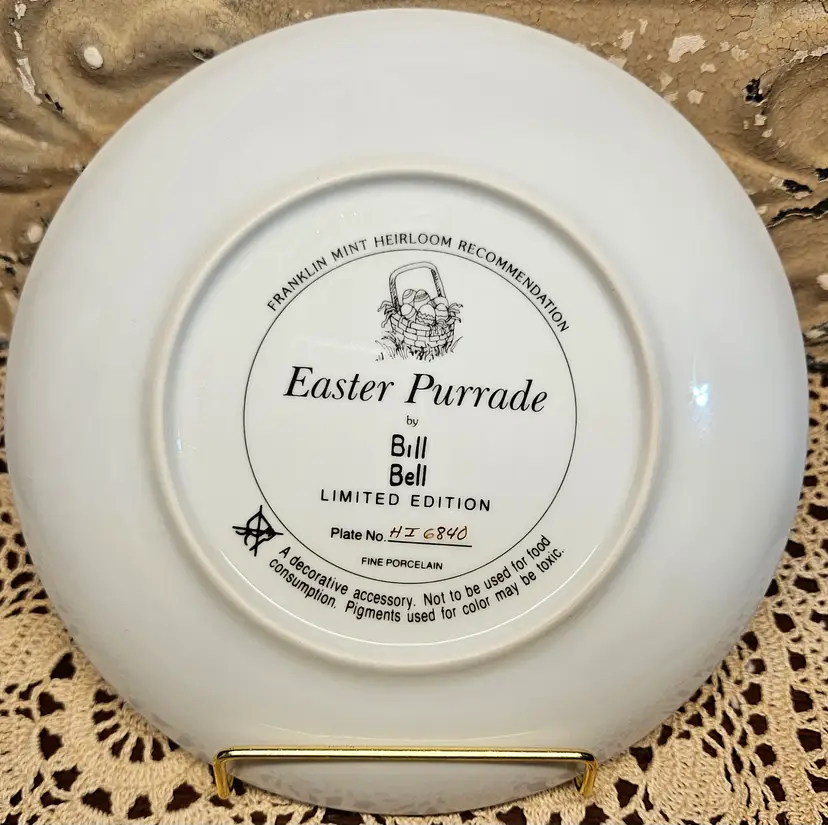 FRANKLIN MINT HEIRLOOM RECOMMENDATION
Easter Purrade
by
Bill
Bell
LIMITED EDITION
Plate No. HI 6840
FINE PORCELAIN
A decorative accessory. Not to be used for food
consumption. Pigments used for color may be toxic.